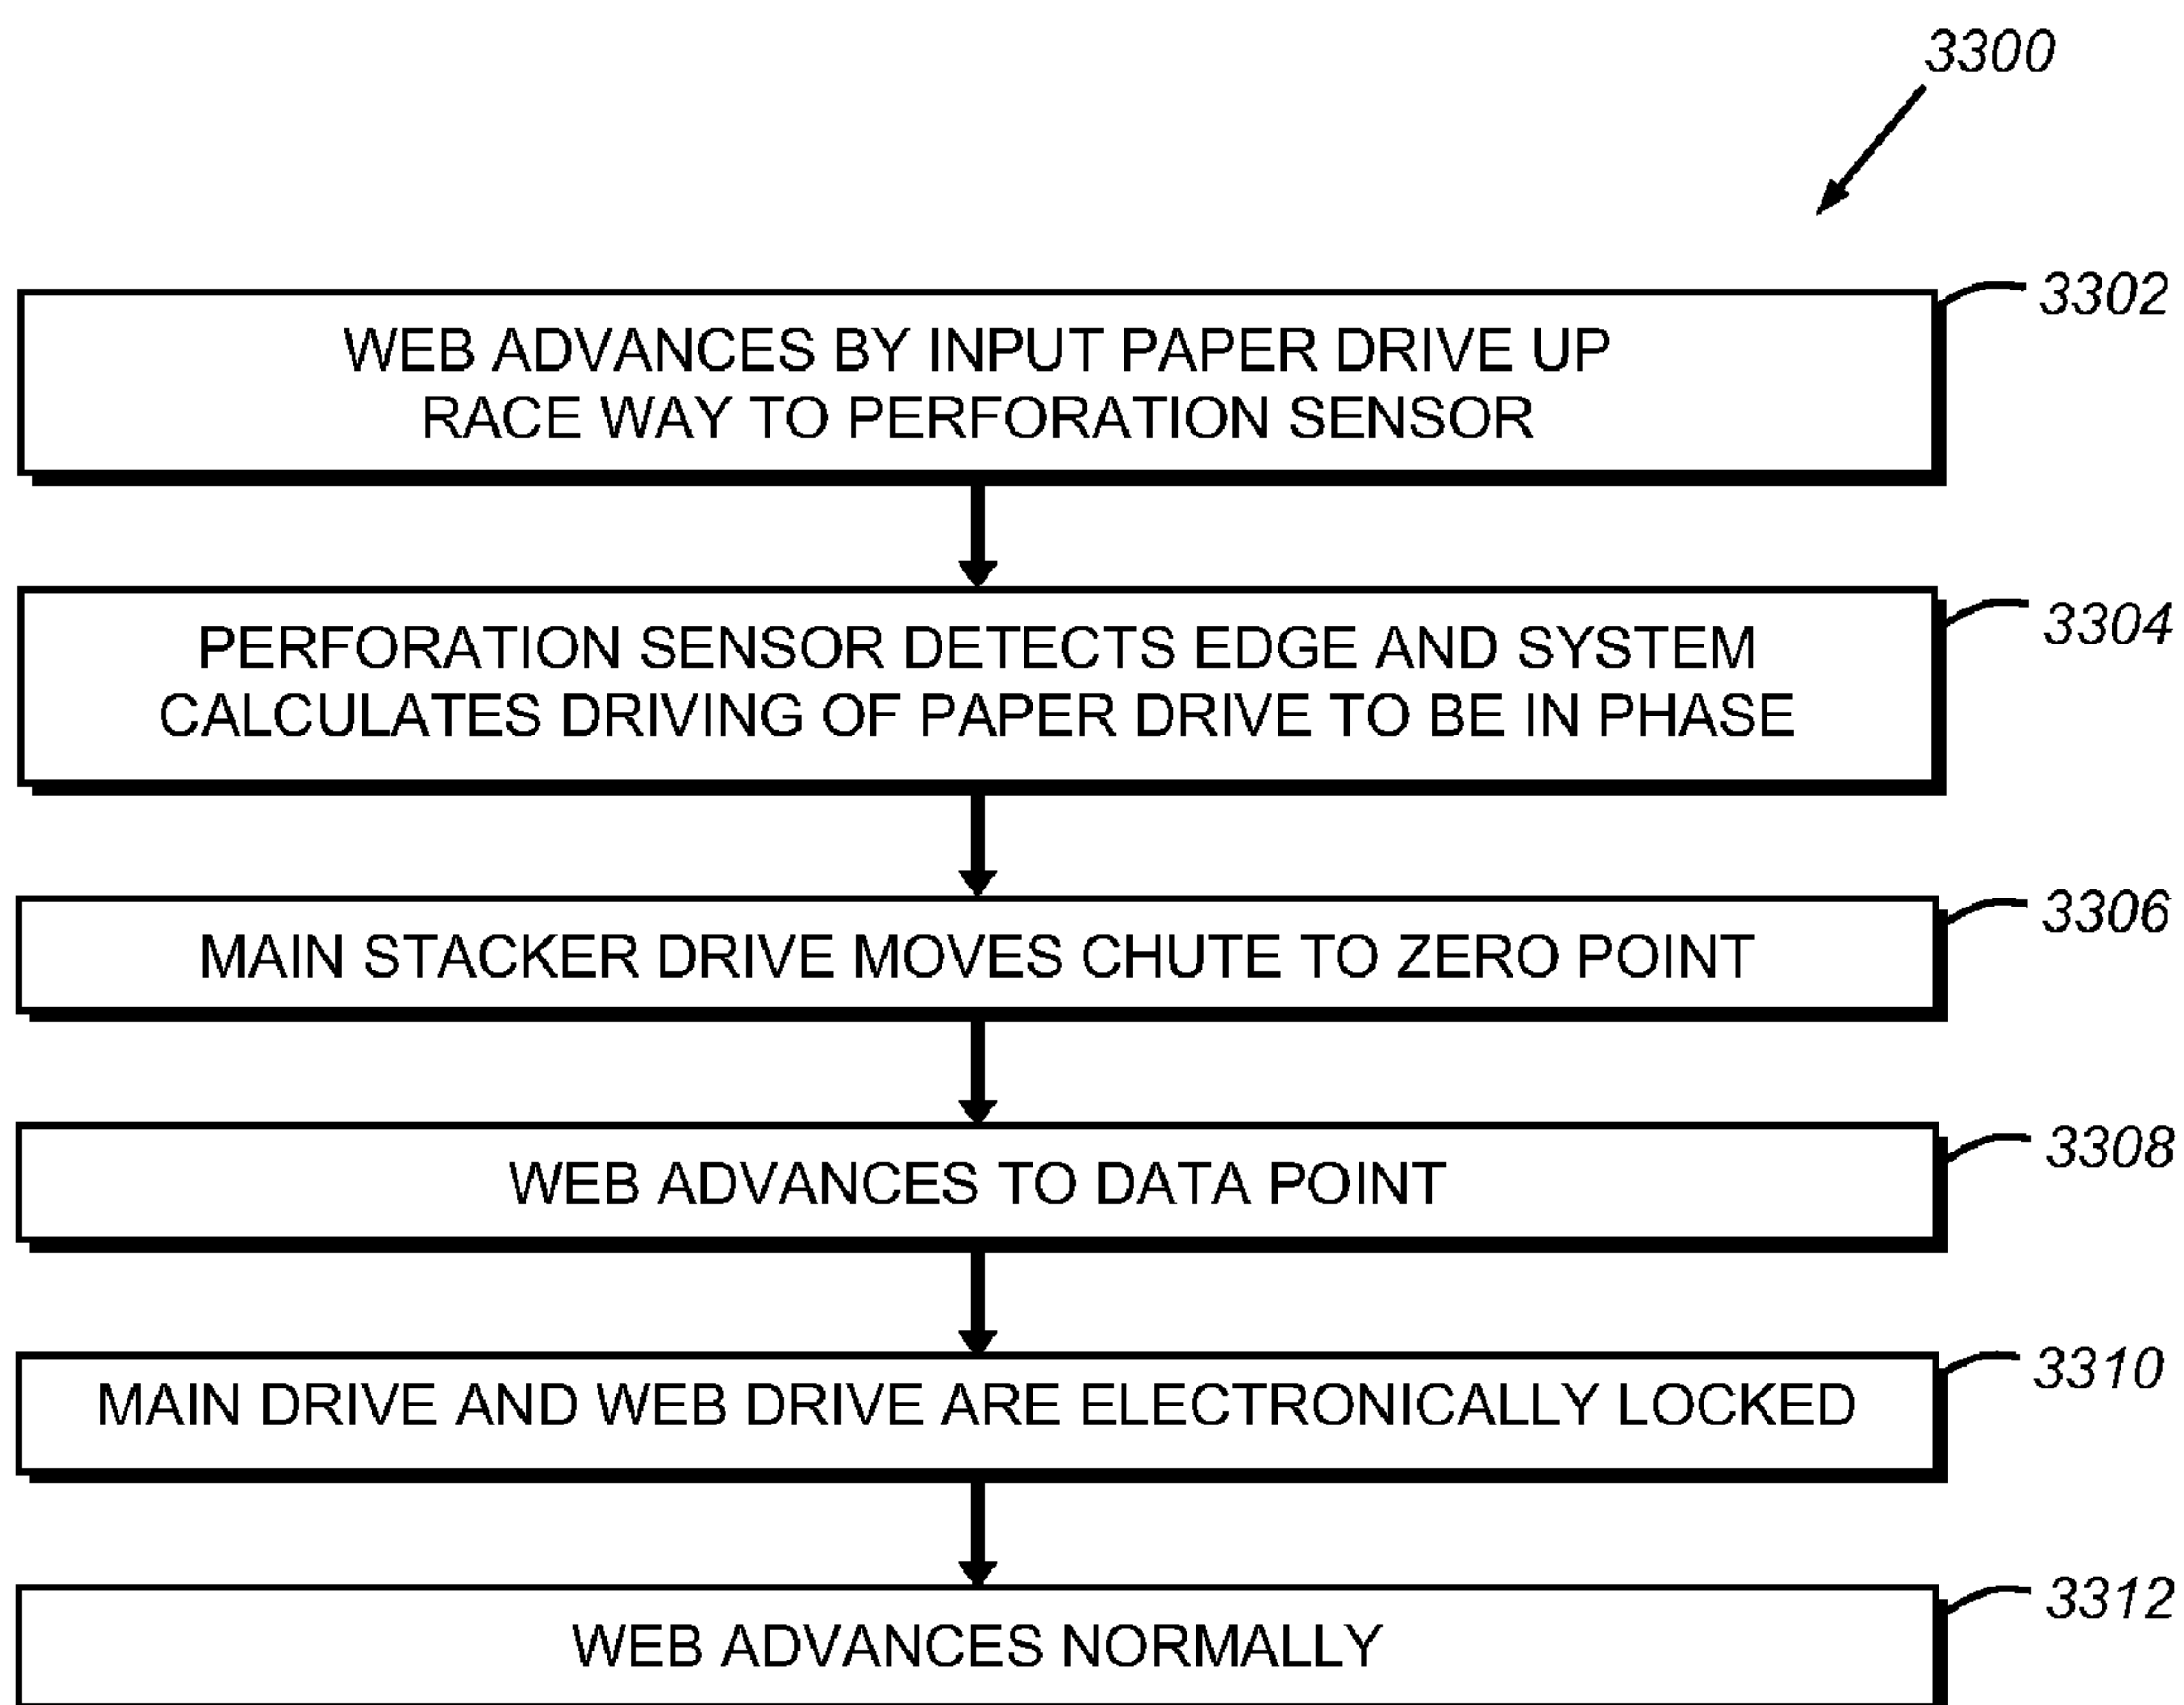 3300
3302
WEB ADVANCES BY INPUT PAPER DRIVE UP
RACE WAY TO PERFORATION SENSOR
3304
PERFORATION SENSOR DETECTS EDGE AND SYSTEM
CALCULATES DRIVING OF PAPER DRIVE TO BE IN PHASE
3306
MAIN STACKER DRIVE MOVES CHUTE TO ZERO POINT
3308
WEB ADVANCES TO DATA POINT
3310
MAIN DRIVE AND WEB DRIVE ARE ELECTRONICALLY LOCKED
3312
WEB ADVANCES NORMALLY